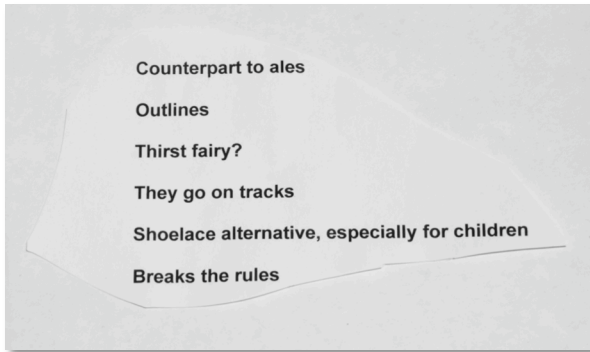 Counterpart to ales
Outlines
Thirst fairy?
They go on tracks
Shoelace alternative, especially for children
Breaks the rules